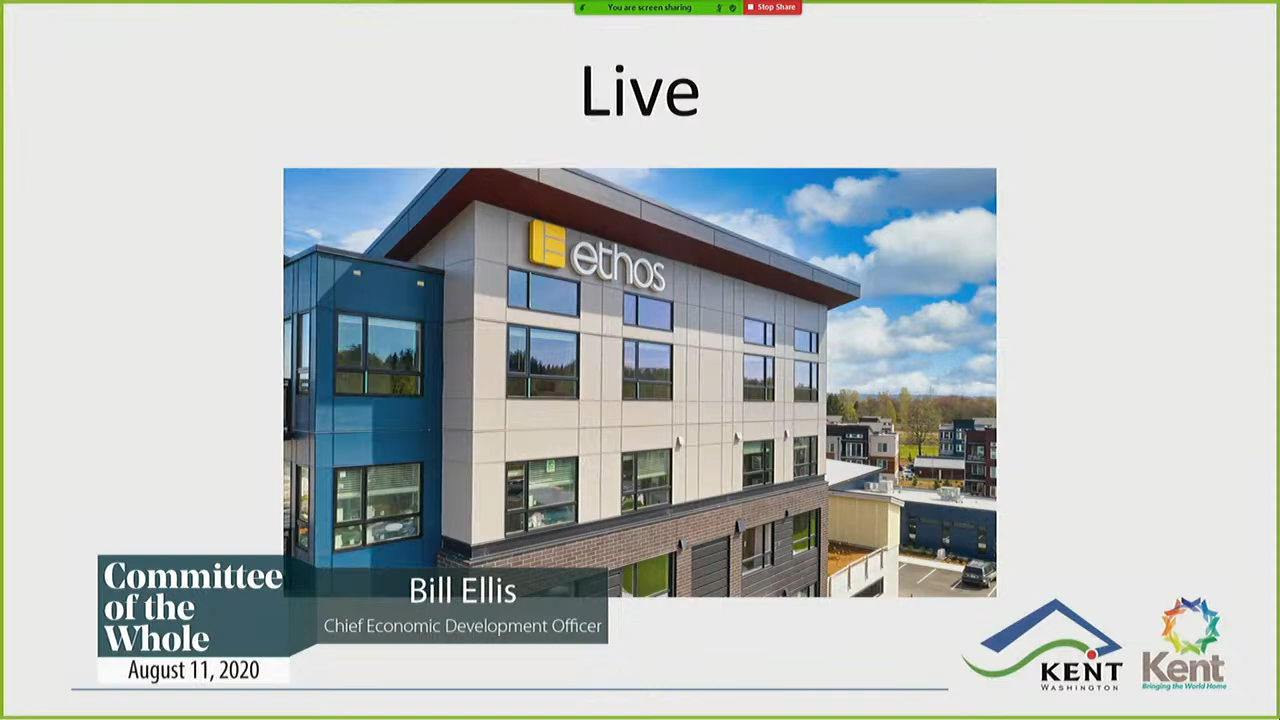 You are screen sharing
Stop Share
Live
ethos
Committee
of the
Whole
August 11, 2020
Bill Ellis
Chief Economic Development Officer
KENT
WASHINGTON
Kent
Bringing the World Home